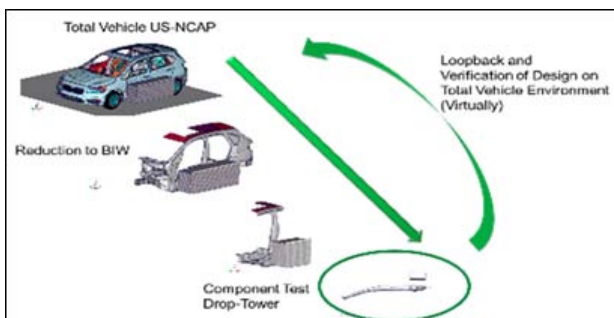 Total Vehicle US-NCAP
Loopback and
Verification of Design on
Total Vehicle Environment
(Virtually)
Reduction to BIW
Component Test
Drop-Tower